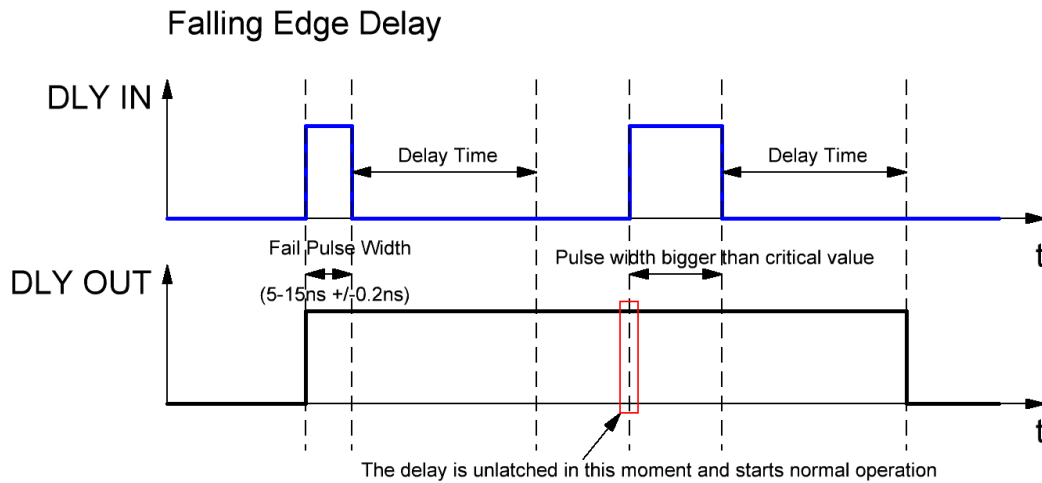 Falling Edge Delay
DLY IN
Delay Time
Delay Time
t
Fail Pulse Width
(5-15ns +/-0.2ns)
Pulse width bigger than critical value
DLY OUT
t
The delay is unlatched in this moment and starts normal operation